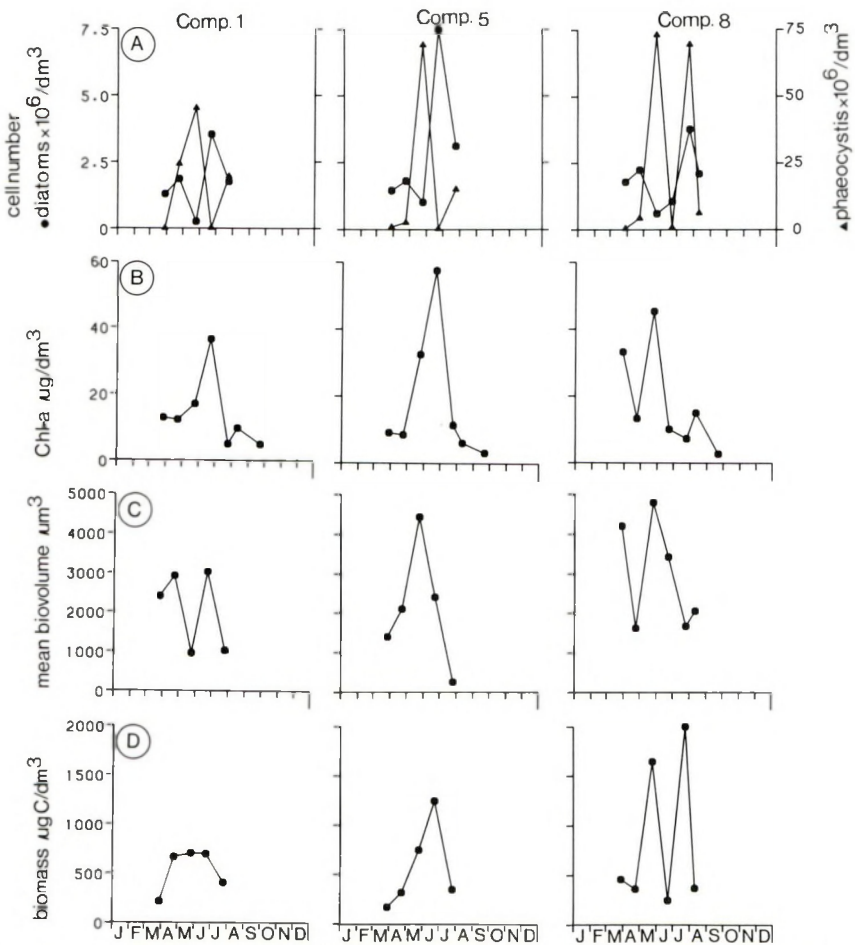 Comp. 1
Comp. 5
Comp. 8
A
cell number
●diatoms×10⁶/dm³
7.5
5.0
2.5
0
75
50
25
0
▲phaeocystis×10⁶/dm³
B
Chl-a µg/dm³
60
40
20
0
C
mean biovolume µm³
5000
4000
3000
2000
1000
0
D
biomass µgC/dm³
2000
1500
1000
500
0
J F M A M J J A S O N D
J F M A M J J A S O N D
J F M A M J J A S O N D